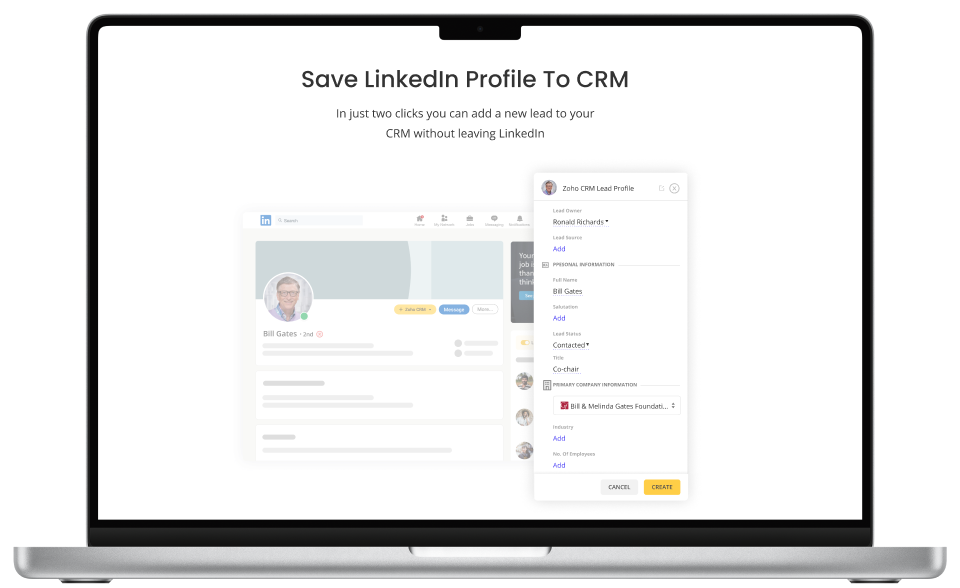 Save LinkedIn Profile To CRM
In just two clicks you can add a new lead to your
CRM without leaving LinkedIn
in
Search
Home
My Network
Jobs
Messaging
Notifications
Your
job i
than
thin
+ Zoho CRM
Message
More...
Bill Gates • 2nd
Zoho CRM Lead Profile
Lead Owner
Ronald Richards
Lead Source
Add
PPESONAL INFORMATION
Full Name
Bill Gates
Salutation
Add
Lead Status
Contacted
Title
Co-chair
PRIMARY COMPANY INFORMATION
Bill & Melinda Gates Foundati...
Industry
Add
No. Of Employees
Add
CANCEL
CREATE